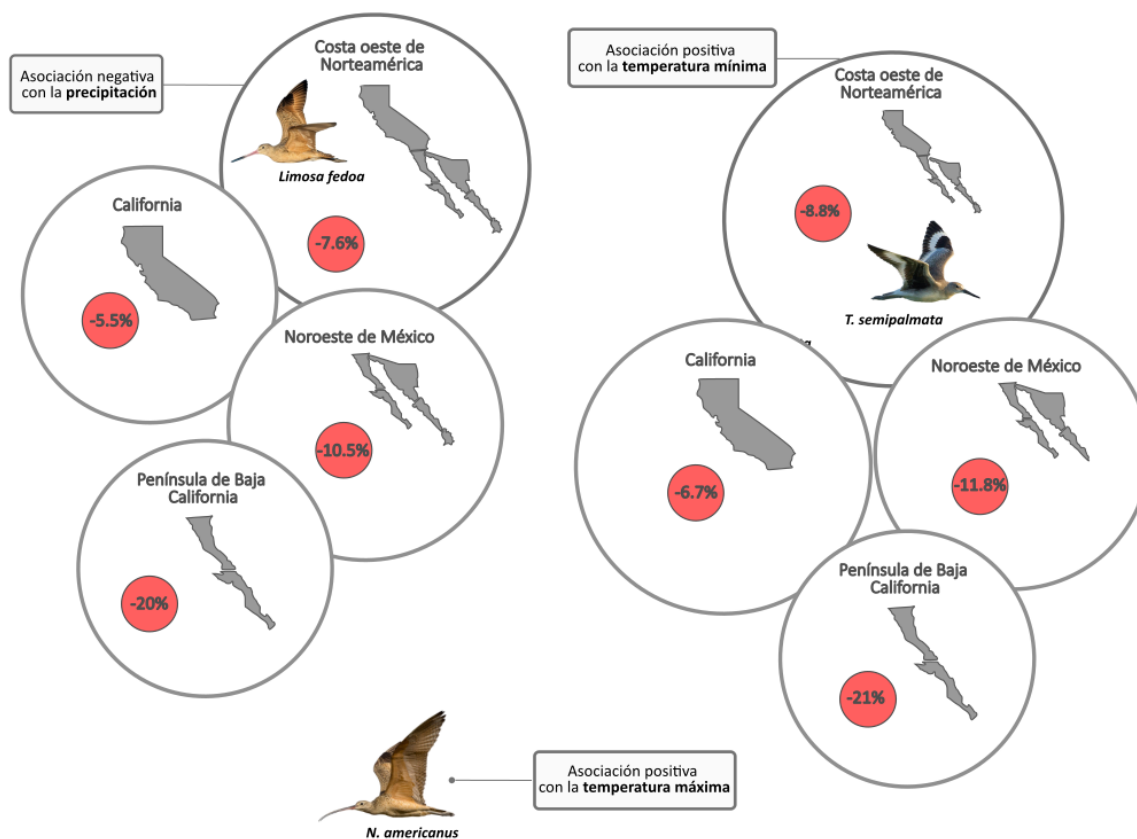 Asociación negativa
con la precipitación
Costa oeste de
Norteamérica
Limosa fedoa
-7.6%
California
-5.5%
Noroeste de México
-10.5%
Península de Baja
California
-20%
Asociación positiva
con la temperatura mínima
Costa oeste de
Norteamérica
-8.8%
T. semipalmata
California
-6.7%
Noroeste de México
-11.8%
Península de Baja
California
-21%
Asociación positiva
con la temperatura máxima
N. americanus